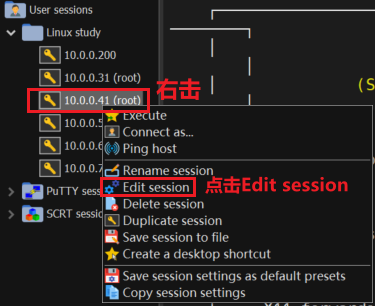 User sessions
Linux study
10.0.0.200
10.0.0.31 (root)
10.0.0.41 (root)
右击
(S
10.0.0.5
10.0.0.6
10.0.0.7
PuTTY sess
SCRT session
Execute
Connect as...
Ping host
Rename session
Edit session
点击Edit session
Delete session
Duplicate session
Save session to file
Create a desktop shortcut
Save session settings as default presets
Copy session settings